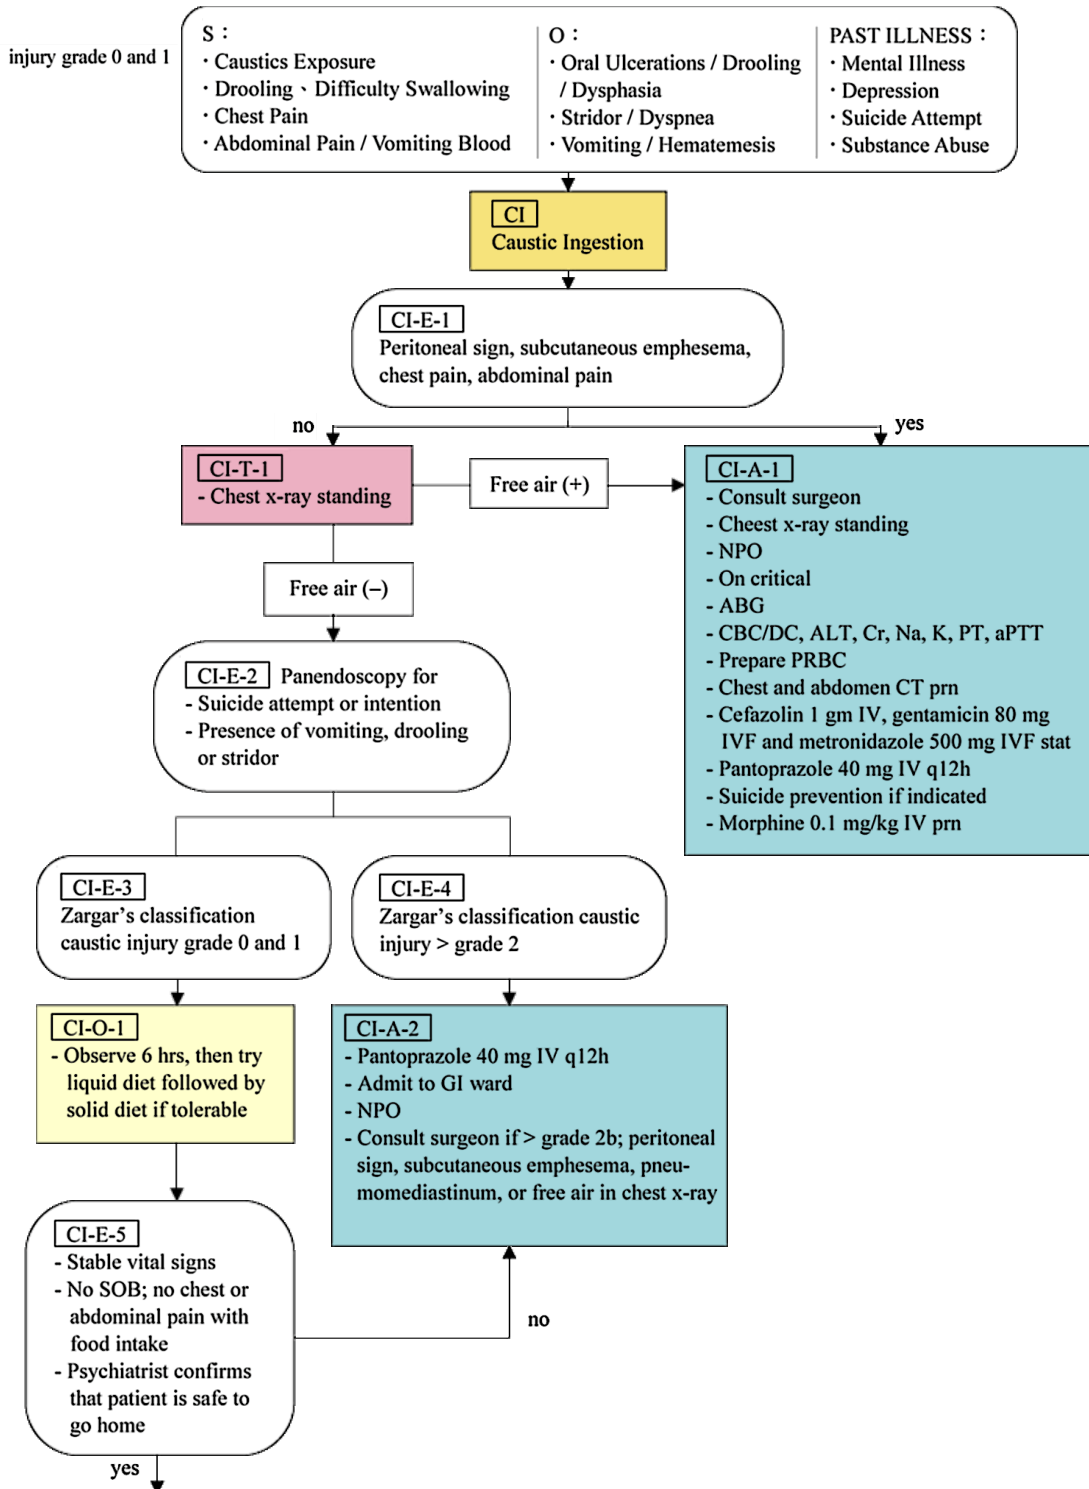 injury grade 0 and 1
S：
· Caustics Exposure
· Drooling、Difficulty Swallowing
· Chest Pain
· Abdominal Pain / Vomiting Blood
O：
· Oral Ulcerations / Drooling
/ Dysphasia
· Stridor / Dyspnea
· Vomiting / Hematemesis
PAST ILLNESS：
· Mental Illness
· Depression
· Suicide Attempt
· Substance Abuse
CI
Caustic Ingestion
CI-E-1
Peritoneal sign, subcutaneous emphesema,
chest pain, abdominal pain
no
yes
CI-T-1
- Chest x-ray standing
Free air (+)
CI-A-1
- Consult surgeon
- Cheest x-ray standing
- NPO
- On critical
- ABG
- CBC/DC, ALT, Cr, Na, K, PT, aPTT
- Prepare PRBC
- Chest and abdomen CT prn
- Cefazolin 1 gm IV, gentamicin 80 mg
IVF and metronidazole 500 mg IVF stat
- Pantoprazole 40 mg IV q12h
- Suicide prevention if indicated
- Morphine 0.1 mg/kg IV prn
Free air (–)
CI-E-2 Panendoscopy for
- Suicide attempt or intention
- Presence of vomiting, drooling
or stridor
CI-E-3
Zargar’s classification
caustic injury grade 0 and 1
CI-E-4
Zargar’s classification caustic
injury > grade 2
CI-O-1
- Observe 6 hrs, then try
liquid diet followed by
solid diet if tolerable
CI-A-2
- Pantoprazole 40 mg IV q12h
- Admit to GI ward
- NPO
- Consult surgeon if > grade 2b; peritoneal
sign, subcutaneous emphesema, pneu-
momediastinum, or free air in chest x-ray
CI-E-5
- Stable vital signs
- No SOB; no chest or
abdominal pain with
food intake
- Psychiatrist confirms
that patient is safe to
go home
no
yes